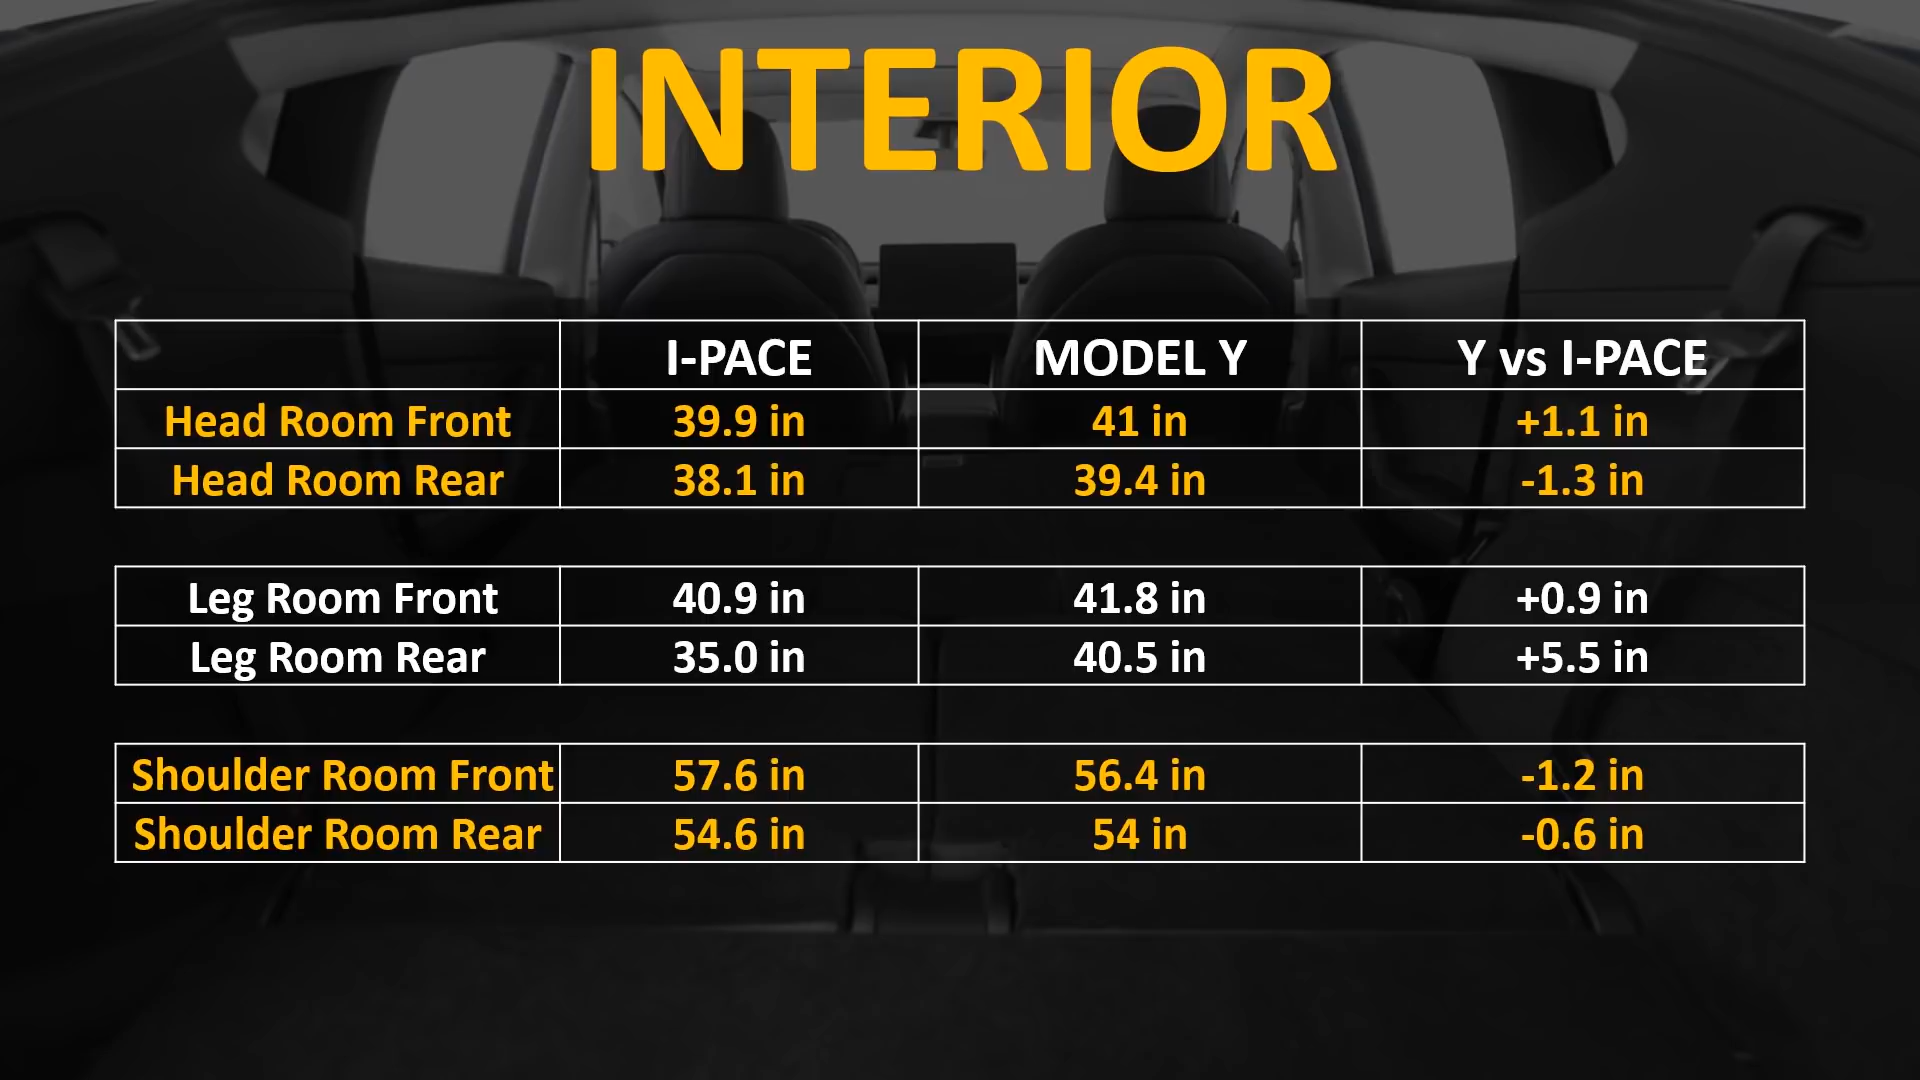 INTERIOR
I-PACE MODEL Y Y vs I-PACE
Head Room Front 39.9 in 41 in +1.1 in
Head Room Rear 38.1 in 39.4 in -1.3 in
Leg Room Front 40.9 in 41.8 in +0.9 in
Leg Room Rear 35.0 in 40.5 in +5.5 in
Shoulder Room Front 57.6 in 56.4 in -1.2 in
Shoulder Room Rear 54.6 in 54 in -0.6 in